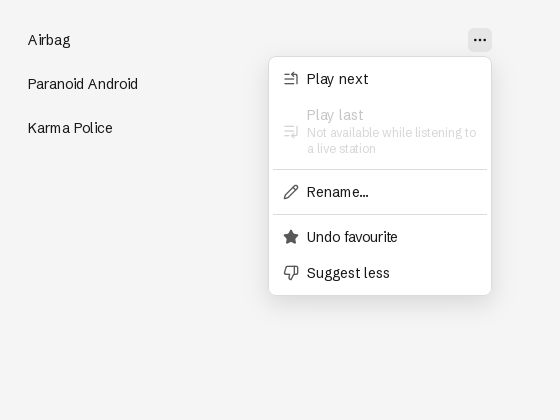 Airbag
Paranoid Android
Karma Police
Play next
Play last
Not available while listening to
a live station
Rename…
Undo favourite
Suggest less